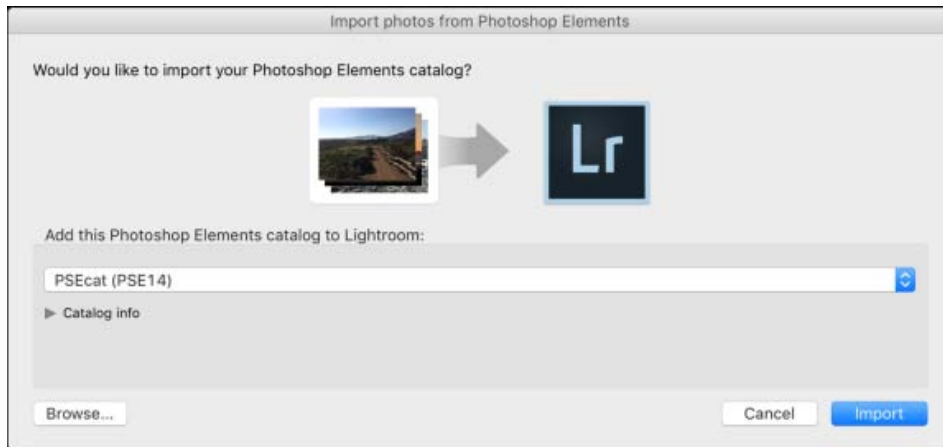 Import photos from Photoshop Elements
Would you like to import your Photoshop Elements catalog?
Lr
Add this Photoshop Elements catalog to Lightroom:
PSEcat (PSE14)
Catalog info
Browse...
Cancel
Import